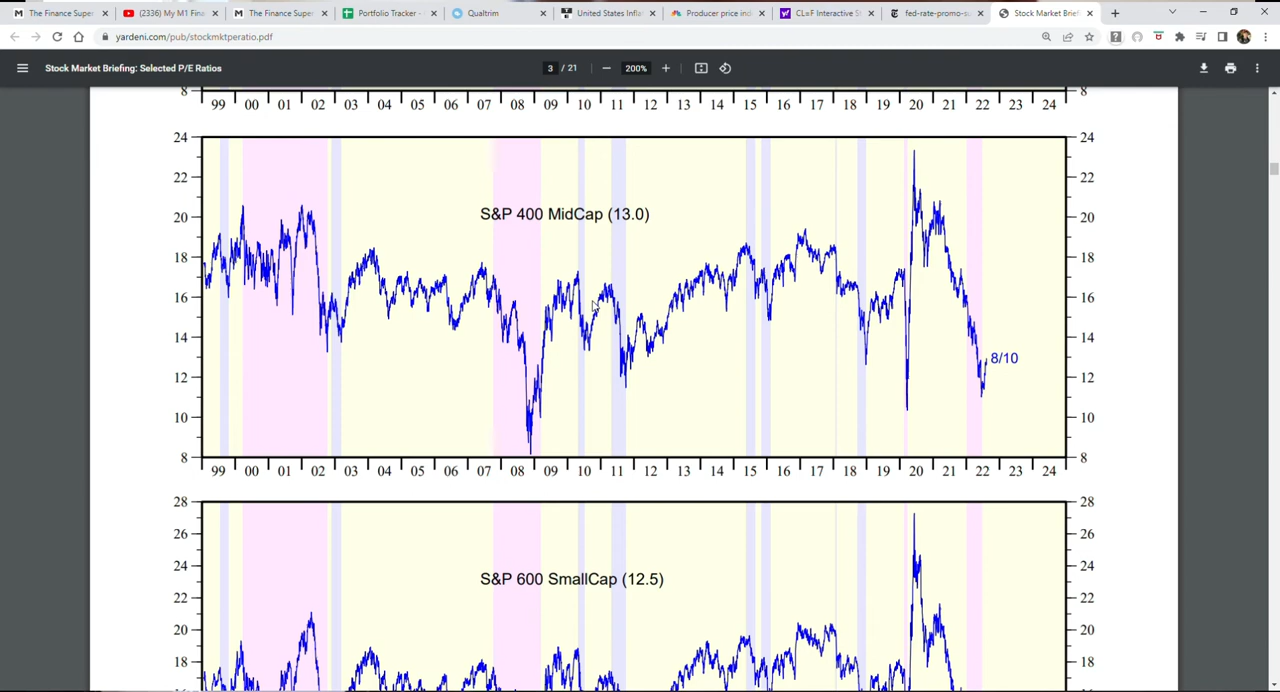 The Finance Super
(2336) My M1 Fina
The Finance Super
Portfolio Tracker -
Qualtrim
United States Infla
Producer price ind
CL=F Interactive S
fed-rate-promo-s
Stock Market Brief
yardeni.com/pub/stockmktperatio.pdf
Stock Market Briefing: Selected P/E Ratios
3 / 21
200%
8 8
99 00 01 02 03 04 05 06 07 08 09 10 11 12 13 14 15 16 17 18 19 20 21 22 23 24
24 24
22 22
S&P 400 MidCap (13.0)
20 20
18 18
16 16
14 14
8/10
12 12
10 10
8 8
99 00 01 02 03 04 05 06 07 08 09 10 11 12 13 14 15 16 17 18 19 20 21 22 23 24
28 28
26 26
S&P 600 SmallCap (12.5)
24 24
22 22
20 20
18 18